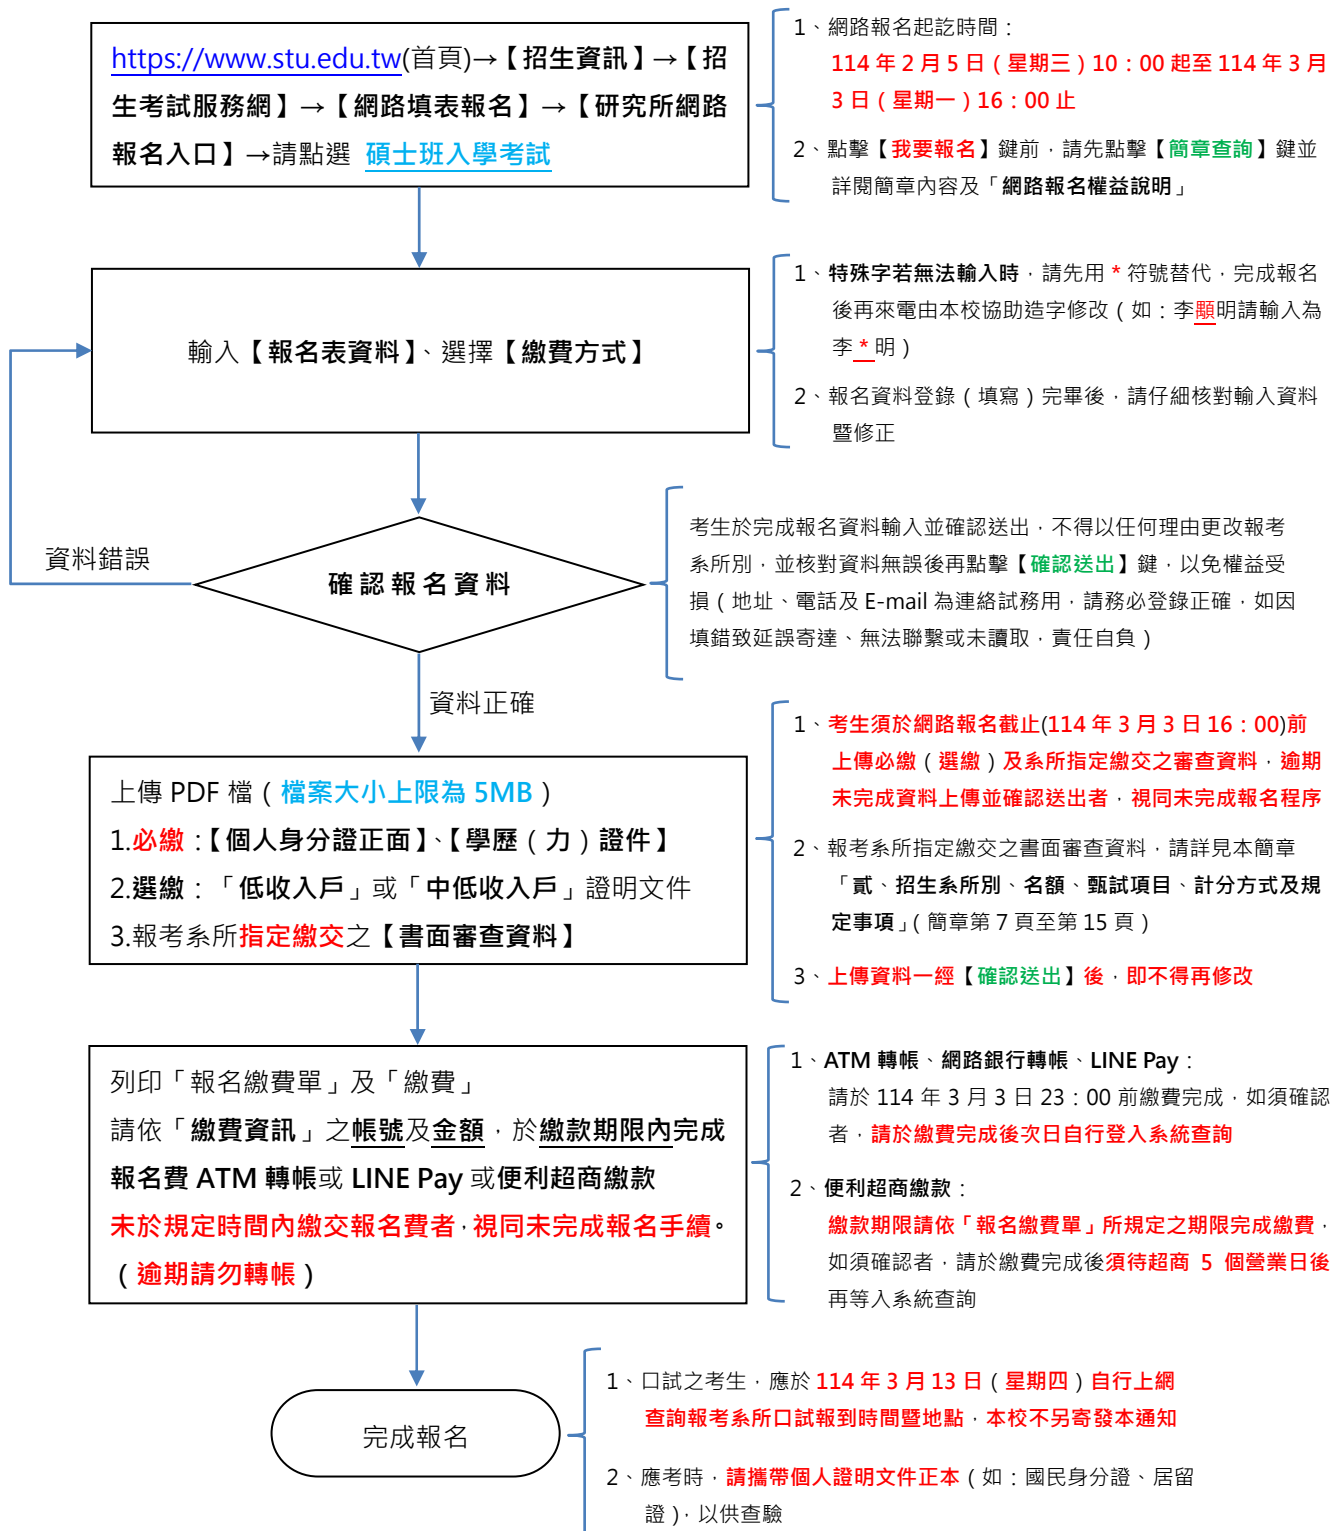 https://www.stu.edu.tw(首頁)→【招生資訊】→【招
生考試服務網】→【網路填表報名】→【研究所網路
報名入口】→請點選 碩士班入學考試
1、網路報名起訖時間：
114 年 2 月 5 日（星期三）10：00 起至 114 年 3 月
3 日（星期一）16：00 止
2、點擊【我要報名】鍵前，請先點擊【簡章查詢】鍵並
詳閱簡章內容及「網路報名權益說明」
輸入【報名表資料】、選擇【繳費方式】
1、特殊字若無法輸入時，請先用 * 符號替代，完成報名
後再來電由本校協助造字修改（如：李顯明請輸入為
李 * 明）
2、報名資料登錄（填寫）完畢後，請仔細核對輸入資料
暨修正
資料錯誤
確認報名資料
考生於完成報名資料輸入並確認送出，不得以任何理由更改報考
系所別，並核對資料無誤後再點擊【確認送出】鍵，以免權益受
損（地址、電話及 E-mail 為連絡試務用，請務必登錄正確，如因
填錯致延誤寄達、無法聯繫或未讀取，責任自負）
資料正確
上傳 PDF 檔（檔案大小上限為 5MB）
1.必繳：【個人身分證正面】、【學歷（力）證件】
2.選繳：「低收入戶」或「中低收入戶」證明文件
3.報考系所指定繳交之【書面審查資料】
1、考生須於網路報名截止(114 年 3 月 3 日 16：00)前
上傳必繳（選繳）及系所指定繳交之審查資料，逾期
未完成資料上傳並確認送出者，視同未完成報名程序
2、報考系所指定繳交之書面審查資料，請詳見本簡章
「貳、招生系所別、名額、甄試項目、計分方式及規
定事項」（簡章第 7 頁至第 15 頁）
3、上傳資料一經【確認送出】後，即不得再修改
列印「報名繳費單」及「繳費」
請依「繳費資訊」之帳號及金額，於繳款期限內完成
報名費 ATM 轉帳或 LINE Pay 或便利超商繳款
未於規定時間內繳交報名費者，視同未完成報名手續。
（逾期請勿轉帳）
1、ATM 轉帳、網路銀行轉帳、LINE Pay：
請於 114 年 3 月 3 日 23：00 前繳費完成，如須確認
者，請於繳費完成後次日自行登入系統查詢
2、便利超商繳款：
繳款期限請依「報名繳費單」所規定之期限完成繳費，
如須確認者，請於繳費完成後須待超商 5 個營業日後
再等入系統查詢
完成報名
1、口試之考生，應於 114 年 3 月 13 日（星期四）自行上網
查詢報考系所口試報到時間暨地點，本校不另寄發本通知
2、應考時，請攜帶個人證明文件正本（如：國民身分證、居留
證），以供查驗